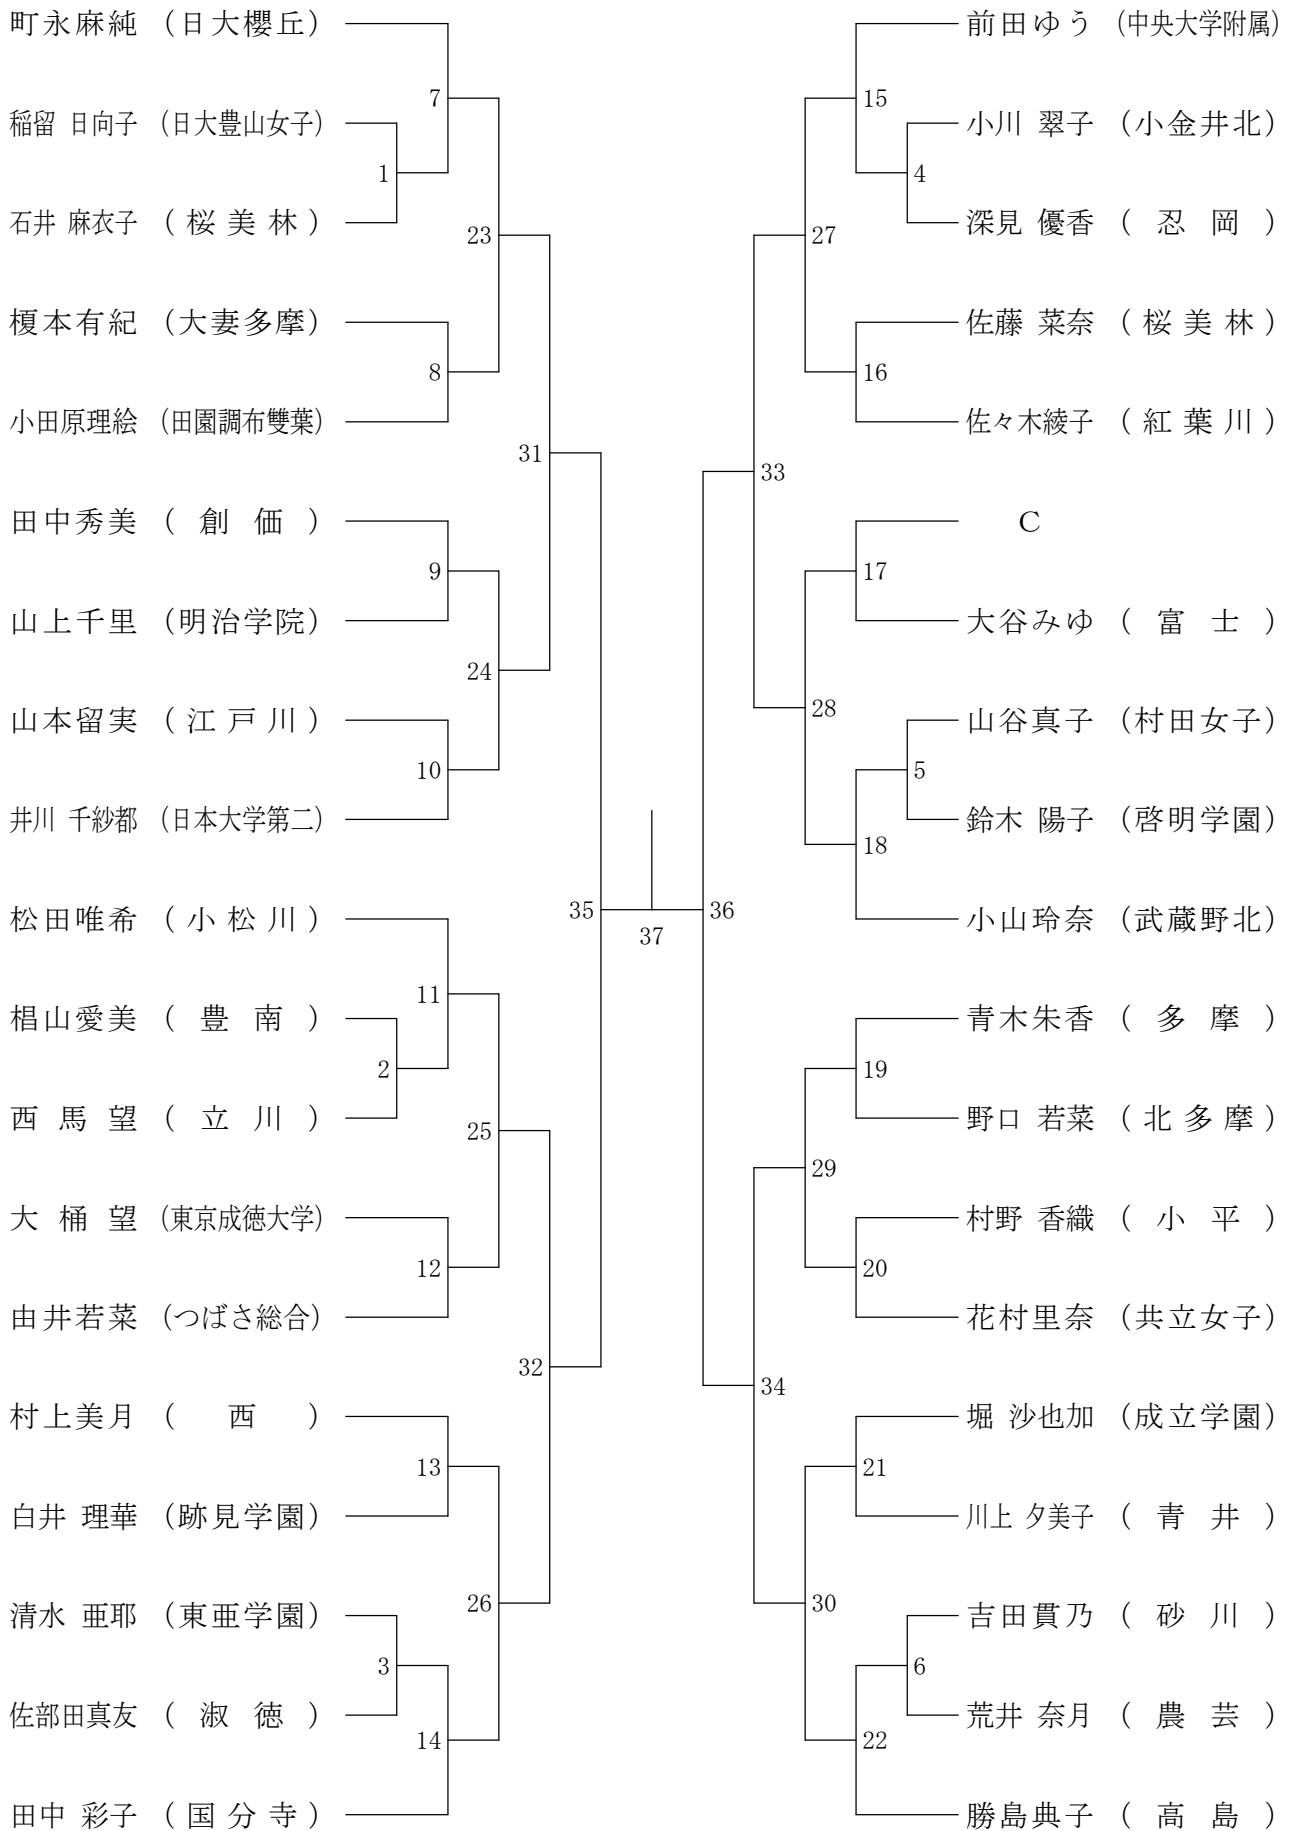 町永麻純 (日大櫻丘)
7
稲留 日向子 (日大豊山女子)
1
石井 麻衣子 (桜美林)
23
榎本有紀 (大妻多摩)
8
小田原理絵 (田園調布雙葉)
31
田中秀美 (創価)
9
山上千里 (明治学院)
24
山本留実 (江戸川)
10
井川 千紗都 (日本大学第二)
35
松田唯希 (小松川)
11
椙山愛美 (豊南)
2
西馬望 (立川)
25
大桶望 (東京成徳大学)
12
由井若菜 (つばさ総合)
32
村上美月 (西)
13
白井 理華 (跡見学園)
26
清水 亜耶 (東亜学園)
3
佐部田真友 (淑徳)
14
田中 彩子 (国分寺)
37
前田ゆう (中央大学附属)
15
小川 翠子 (小金井北)
4
深見 優香 (忍岡)
27
佐藤 菜奈 (桜美林)
16
佐々木綾子 (紅葉川)
33
C
17
大谷みゆ (富士)
28
山谷真子 (村田女子)
5
鈴木 陽子 (啓明学園)
18
小山玲奈 (武蔵野北)
36
青木朱香 (多摩)
19
野口 若菜 (北多摩)
29
村野 香織 (小平)
20
花村里奈 (共立女子)
34
堀 沙也加 (成立学園)
21
川上 夕美子 (青井)
30
吉田貫乃 (砂川)
6
荒井 奈月 (農芸)
22
勝島典子 (高島)